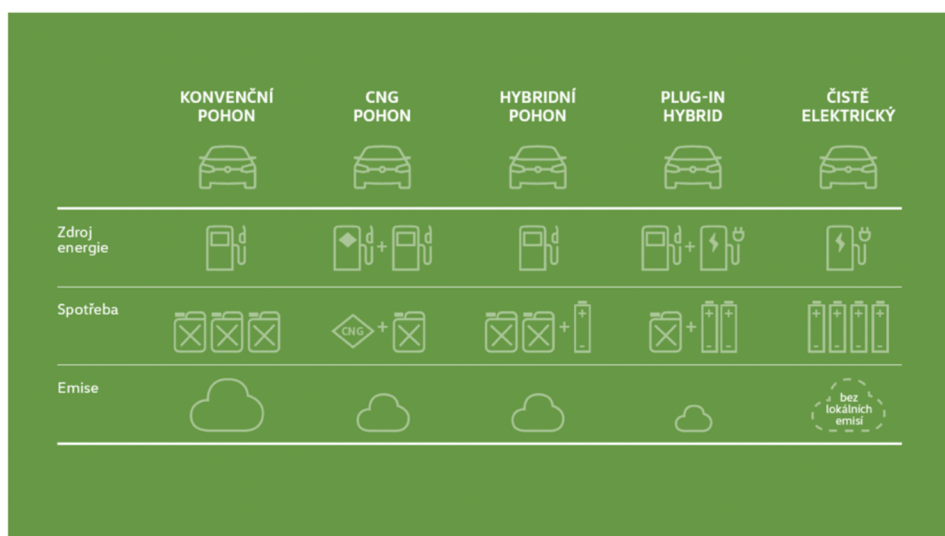 KONVENČNÍ
POHON
CNG
POHON
HYBRIDNÍ
POHON
PLUG-IN
HYBRID
ČISTĚ
ELEKTRICKÝ
Zdroj
energie
Spotřeba
CNG
Emise
bez
lokálních
emisí